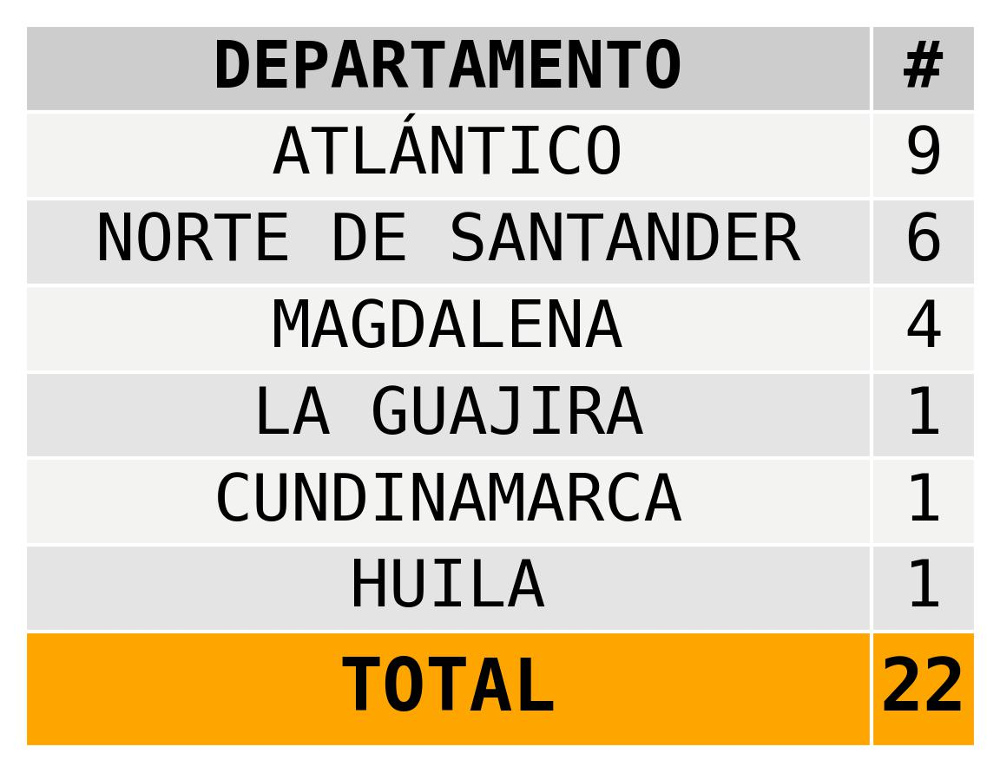 DEPARTAMENTO #
ATLÁNTICO 9
NORTE DE SANTANDER 6
MAGDALENA 4
LA GUAJIRA 1
CUNDINAMARCA 1
HUILA 1
TOTAL 22